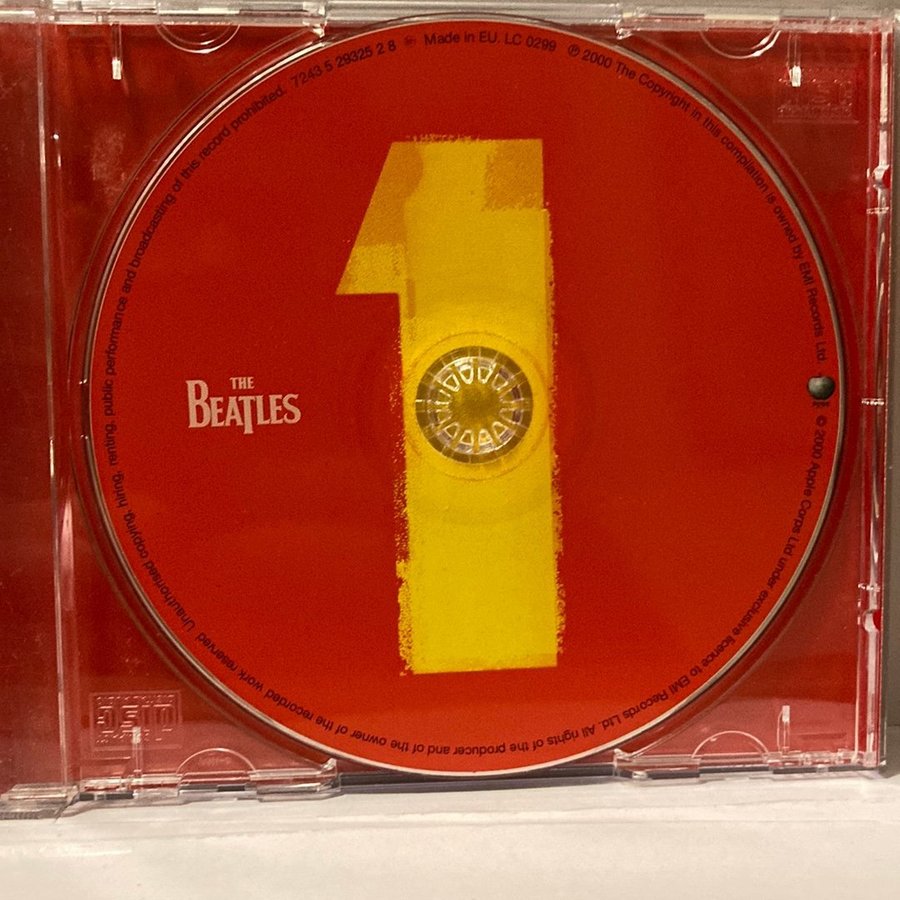 7243 5 29325 2 8 Made in EU. LC 0299 ℗ 2000 The Copyright in this compilation is owned by EMI Records Ltd.
© 2000 Apple Corps Ltd under exclusive licence to EMI Records Ltd. All rights of the producer and of the owner of the recorded work reserved. Unauthorised copying, hiring, renting, public performance and broadcasting of this record prohibited.
1
THE
BEATLES